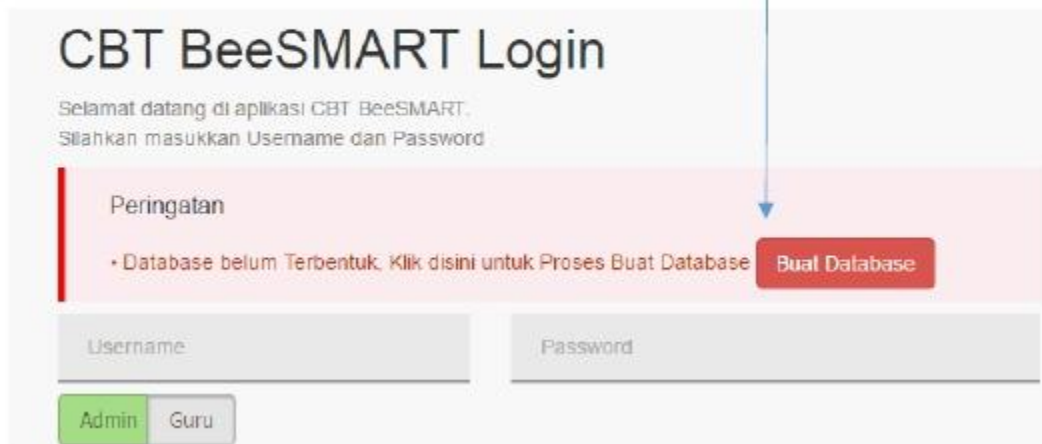 CBT BeeSMART Login
Selamat datang di aplikasi CBT BeeSMART.
Silahkan masukkan Username dan Password
Peringatan
• Database belum Terbentuk, Klik disini untuk Proses Buat Database Buat Database
Username Password
Admin Guru